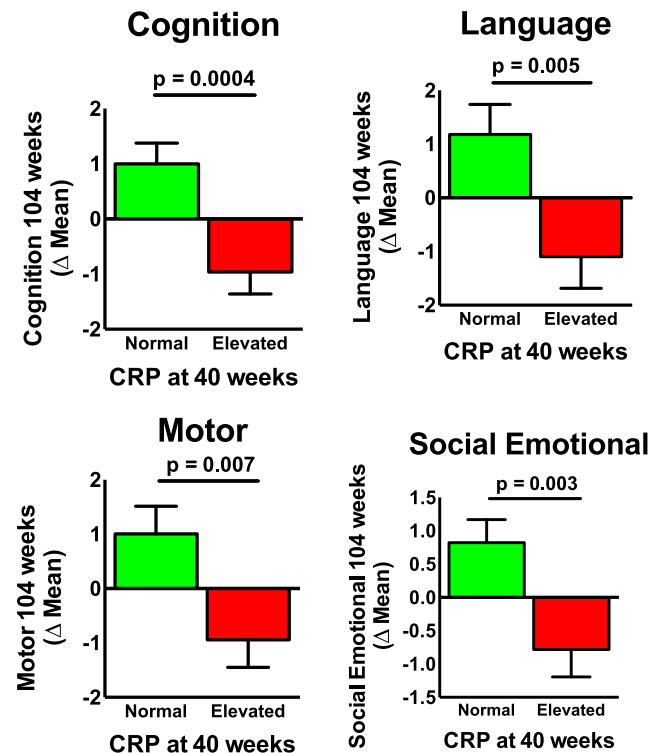 Cognition
p = 0.0004
Cognition 104 weeks
(Δ Mean)
2
1
0
-1
-2
Normal Elevated
CRP at 40 weeks
Language
p = 0.005
Language 104 weeks
(Δ Mean)
2
1
0
-1
-2
Normal Elevated
CRP at 40 weeks
Motor
p = 0.007
Motor 104 weeks
(Δ Mean)
2
1
0
-1
-2
Normal Elevated
CRP at 40 weeks
Social Emotional
p = 0.003
Social Emotional 104 weeks
(Δ Mean)
1.5
1.0
0.5
0.0
-0.5
-1.0
-1.5
Normal Elevated
CRP at 40 weeks